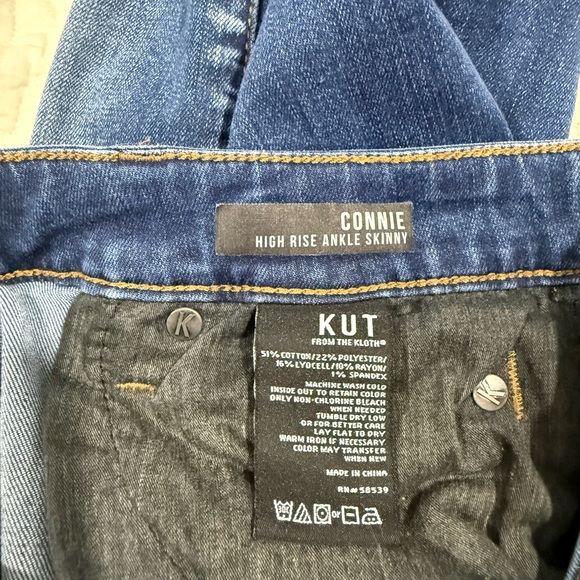 CONNIE
HIGH RISE ANKLE SKINNY
K
KUT
FROM THE KLOTH®
51% COTTON/22% POLYESTER/
16% LYOCELL/10% RAYON/
1% SPANDEX
MACHINE WASH COLD
INSIDE OUT TO RETAIN COLOR
ONLY NON-CHLORINE BLEACH
WHEN NEEDED
TUMBLE DRY LOW
OR FOR BETTER CARE
LAY FLAT TO DRY
WARM IRON IF NECESSARY
COLOR MAY TRANSFER
WHEN NEW
MADE IN CHINA
RN# 58539
or
K